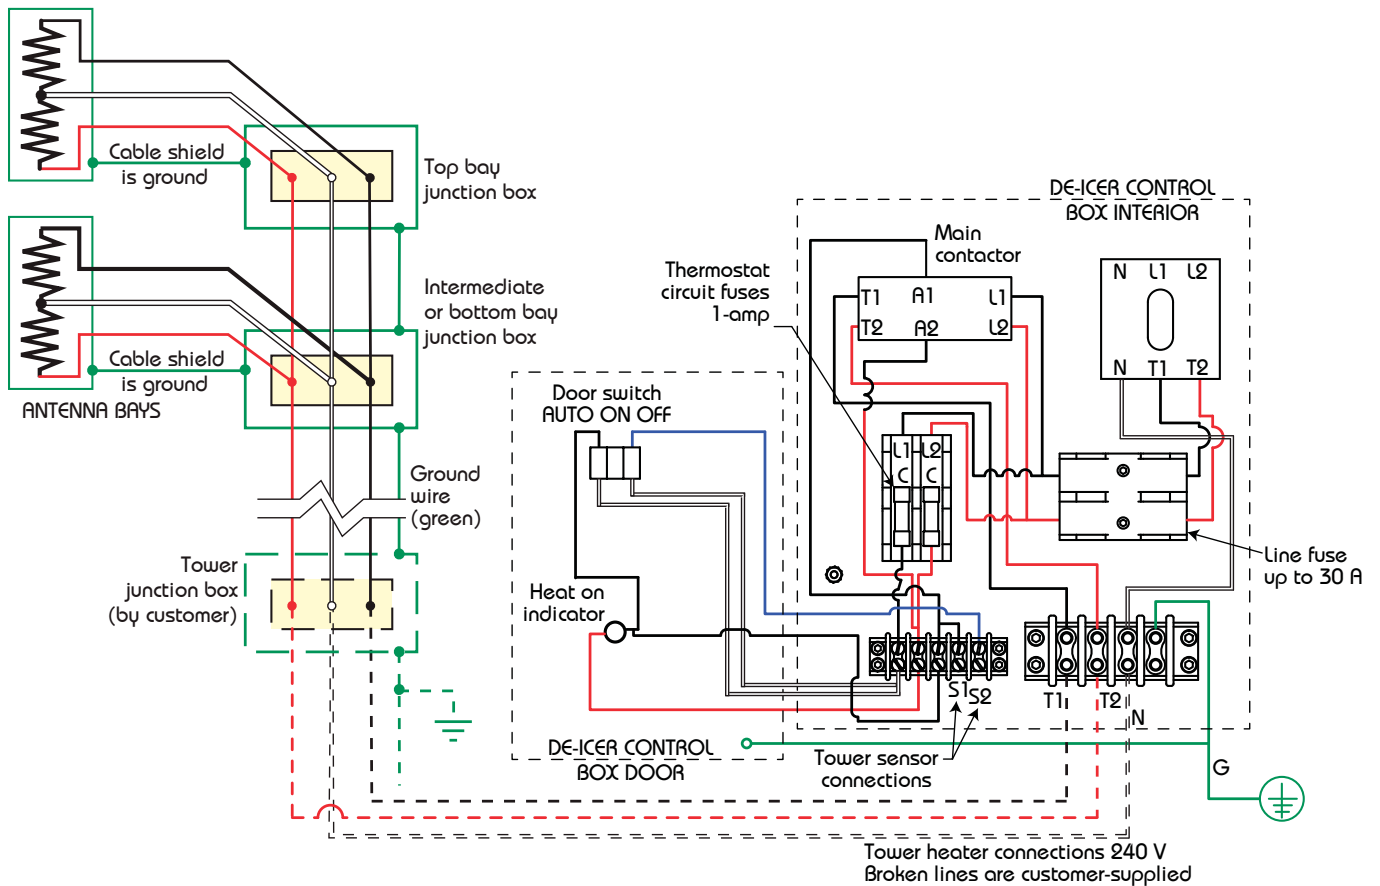 Cable shield
is ground
Top bay
junction box
Cable shield
is ground
ANTENNA BAYS
Intermediate
or bottom bay
junction box
Ground
wire
(green)
Tower
junction box
(by customer)
Door switch
AUTO ON OFF
Heat on
indicator
DE-ICER CONTROL
BOX DOOR
DE-ICER CONTROL
BOX INTERIOR
Main
contactor
Thermostat
circuit fuses
1-amp
T1 A1 L1
T2 A2 L2
N L1 L2
N T1 T2
L1 L2
C C
Line fuse
up to 30 A
S1 S2
T1 T2
N
Tower sensor
connections
G
Tower heater connections 240 V
Broken lines are customer-supplied